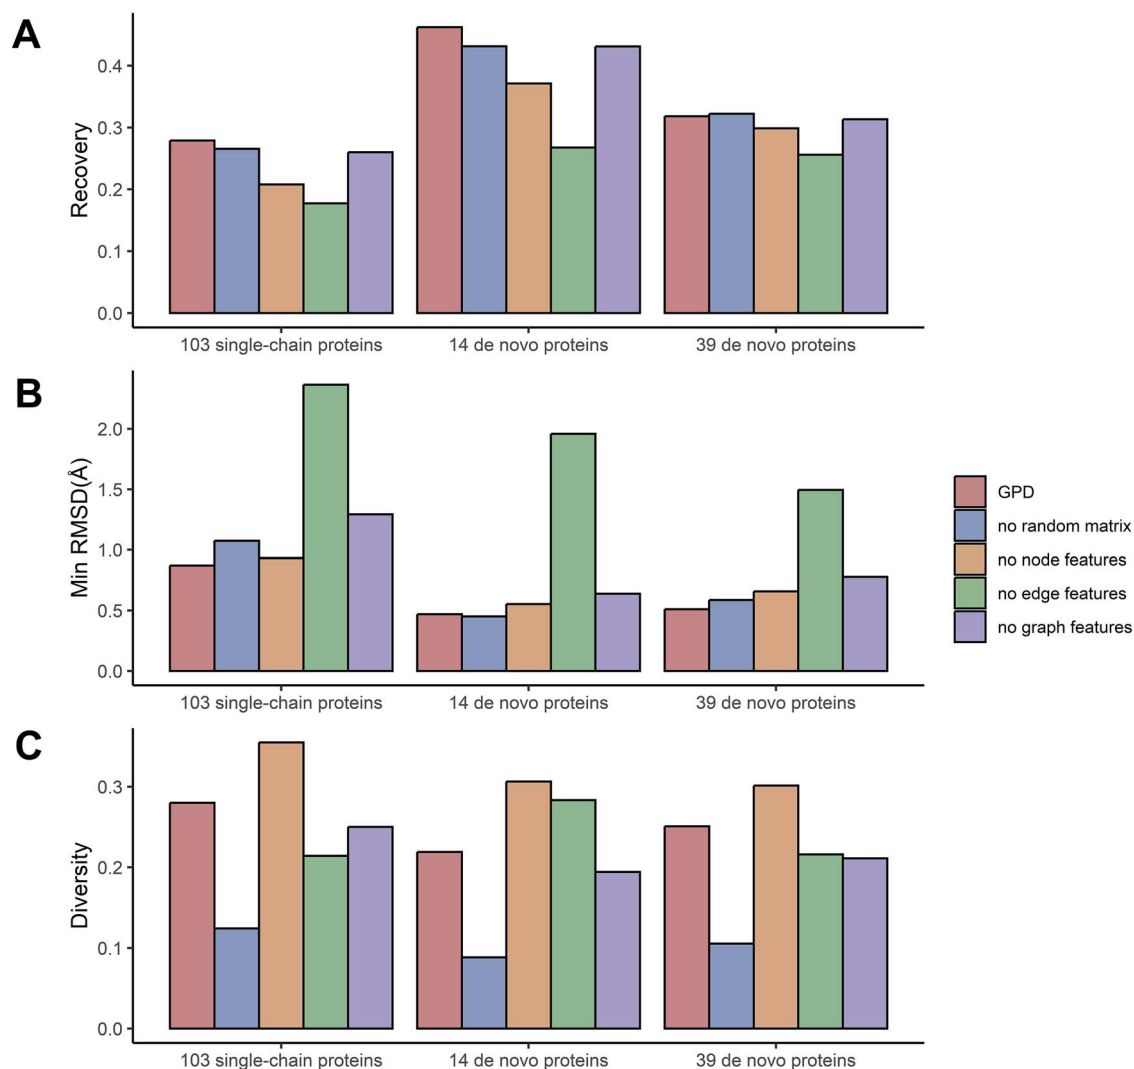 A
Recovery
0.4
0.3
0.2
0.1
0.0
103 single-chain proteins
14 de novo proteins
39 de novo proteins
B
Min RMSD(Å)
2.0
1.5
1.0
0.5
0.0
103 single-chain proteins
14 de novo proteins
39 de novo proteins
GPD
no random matrix
no node features
no edge features
no graph features
C
Diversity
0.3
0.2
0.1
0.0
103 single-chain proteins
14 de novo proteins
39 de novo proteins